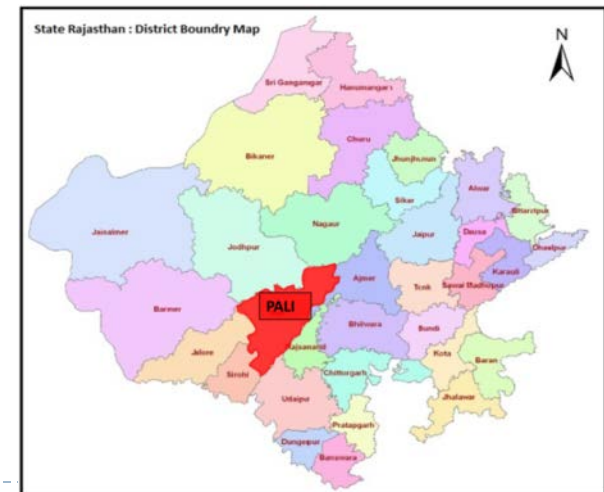 State Rajasthan : District Boundry Map
N
Sri Ganganagar
Hanumangarh
Churu
Bikaner
Jhunjhunun
Sikar
Alwar
Bharatpur
Jaisalmer
Nagaur
Jaipur
Dausa
Dhaulpur
Jodhpur
Karauli
Ajmer
Tonk
Sawai Madhopur
PALI
Barmer
Bhilwara
Bundi
Rajsamand
Jalore
Kota
Baran
Sirohi
Chittorgarh
Udaipur
Jhalawar
Pratapgarh
Dungarpur
Banswara